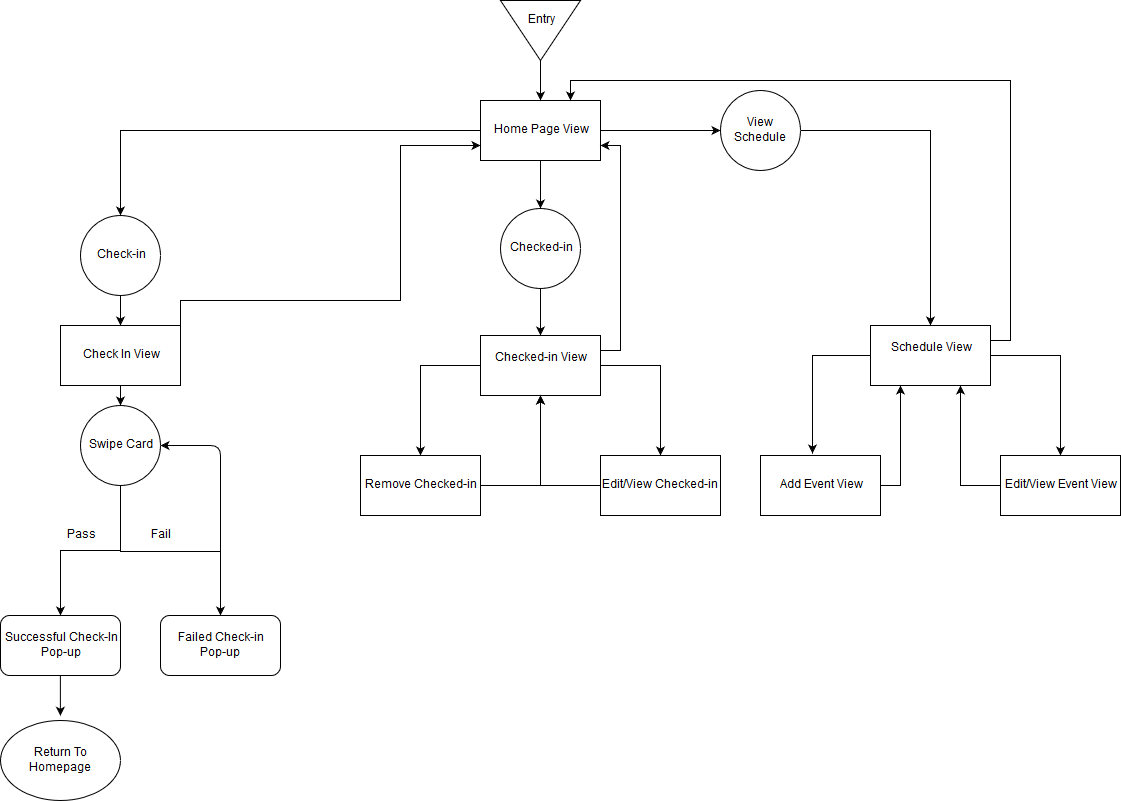 Entry
Home Page View
View
Schedule
Check-in
Checked-in
Check In View
Checked-in View
Schedule View
Swipe Card
Remove Checked-in
Edit/View Checked-in
Add Event View
Edit/View Event View
Pass
Fail
Successful Check-In
Pop-up
Failed Check-in
Pop-up
Return To
Homepage